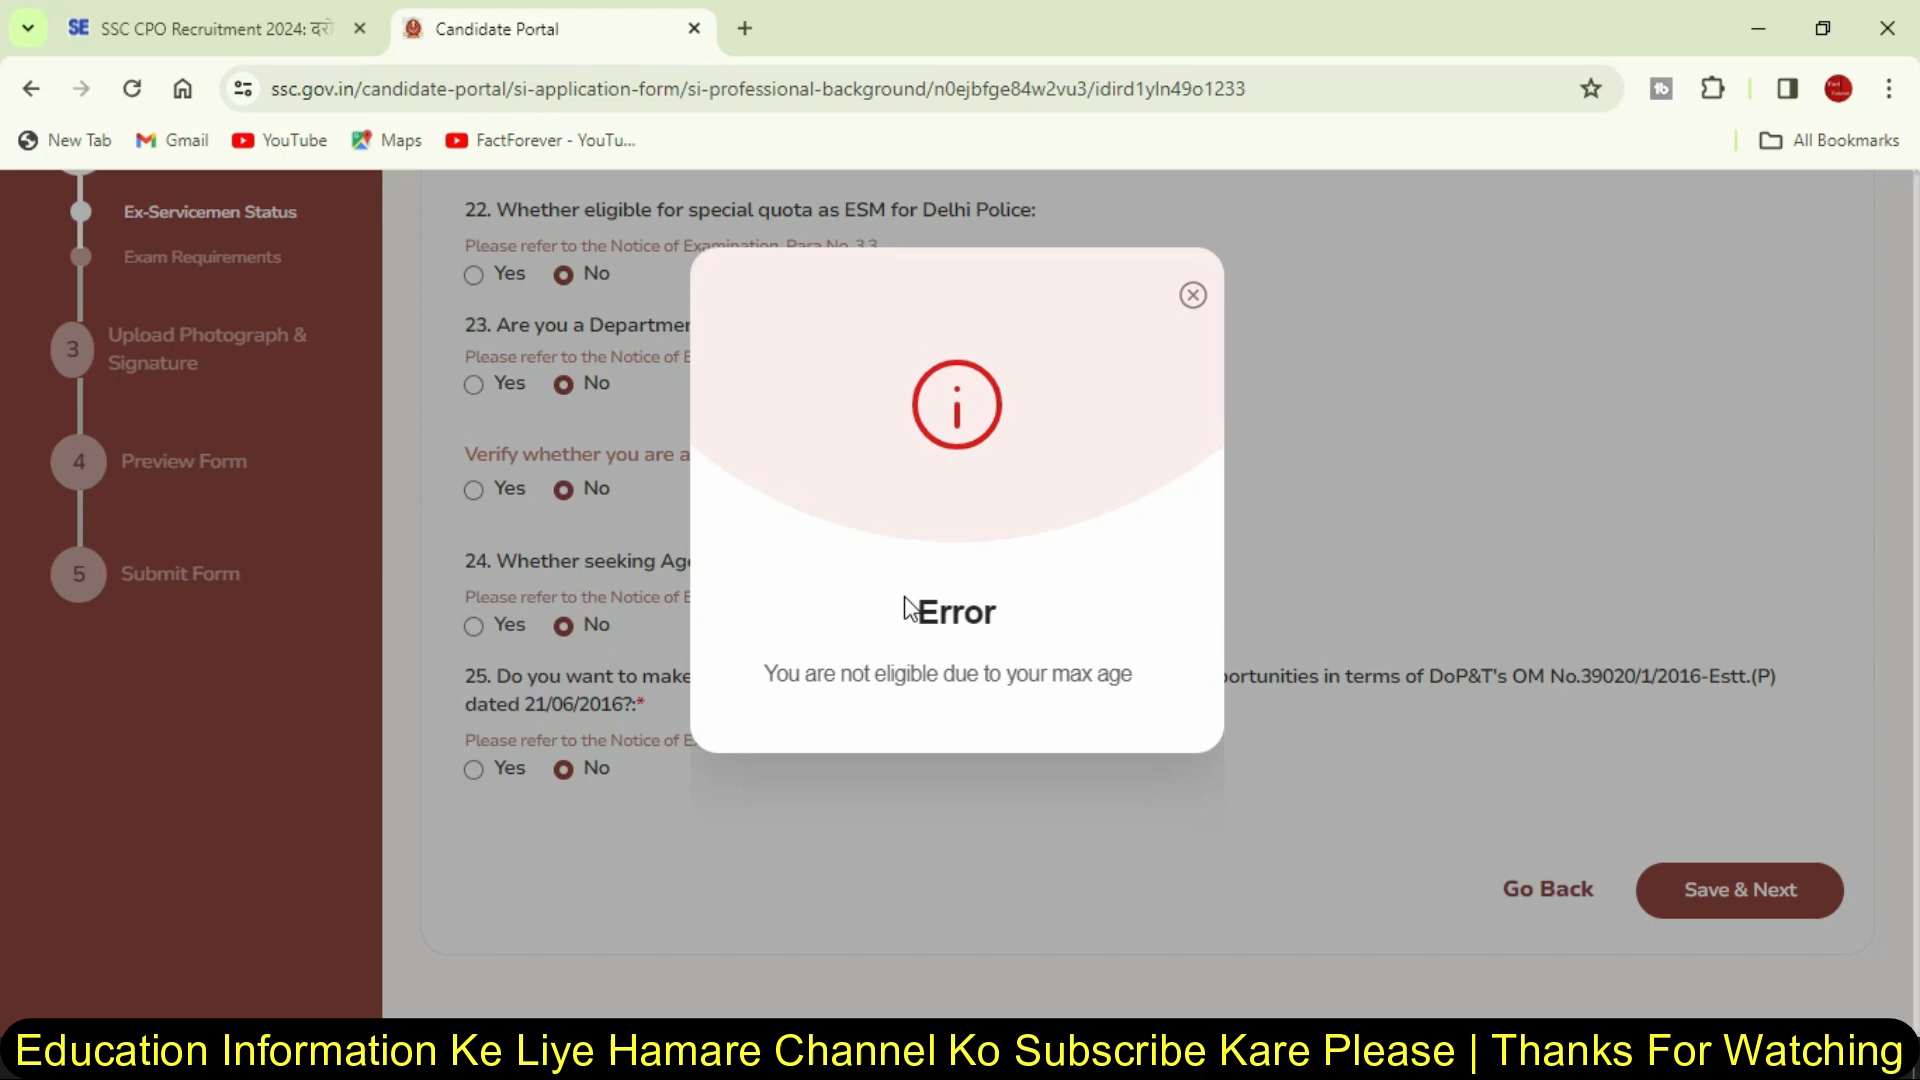 SSC CPO Recruitment 2024:
Candidate Portal
ssc.gov.in/candidate-portal/si-application-form/si-professional-background/n0ejbfge84w2vu3/idird1yln49o1233
New Tab
Gmail
YouTube
Maps
FactForever - YouTu...
All Bookmarks
Ex-Servicemen Status
Exam Requirements
3
Upload Photograph &
Signature
4
Preview Form
5
Submit Form
22. Whether eligible for special quota as ESM for Delhi Police:
Please refer to the Notice of Examination, Para No. 3.3
Yes No
23. Are you a Departmen
Please refer to the Notice of E
Yes No
Verify whether you are a
Yes No
24. Whether seeking Age
Please refer to the Notice of E
Yes No
25. Do you want to make portunities in terms of DoP&T's OM No.39020/1/2016-Estt.(P)
dated 21/06/2016?:*
Please refer to the Notice of E
Yes No
Error
You are not eligible due to your max age
Go Back
Save & Next
Education Information Ke Liye Hamare Channel Ko Subscribe Kare Please | Thanks For Watching